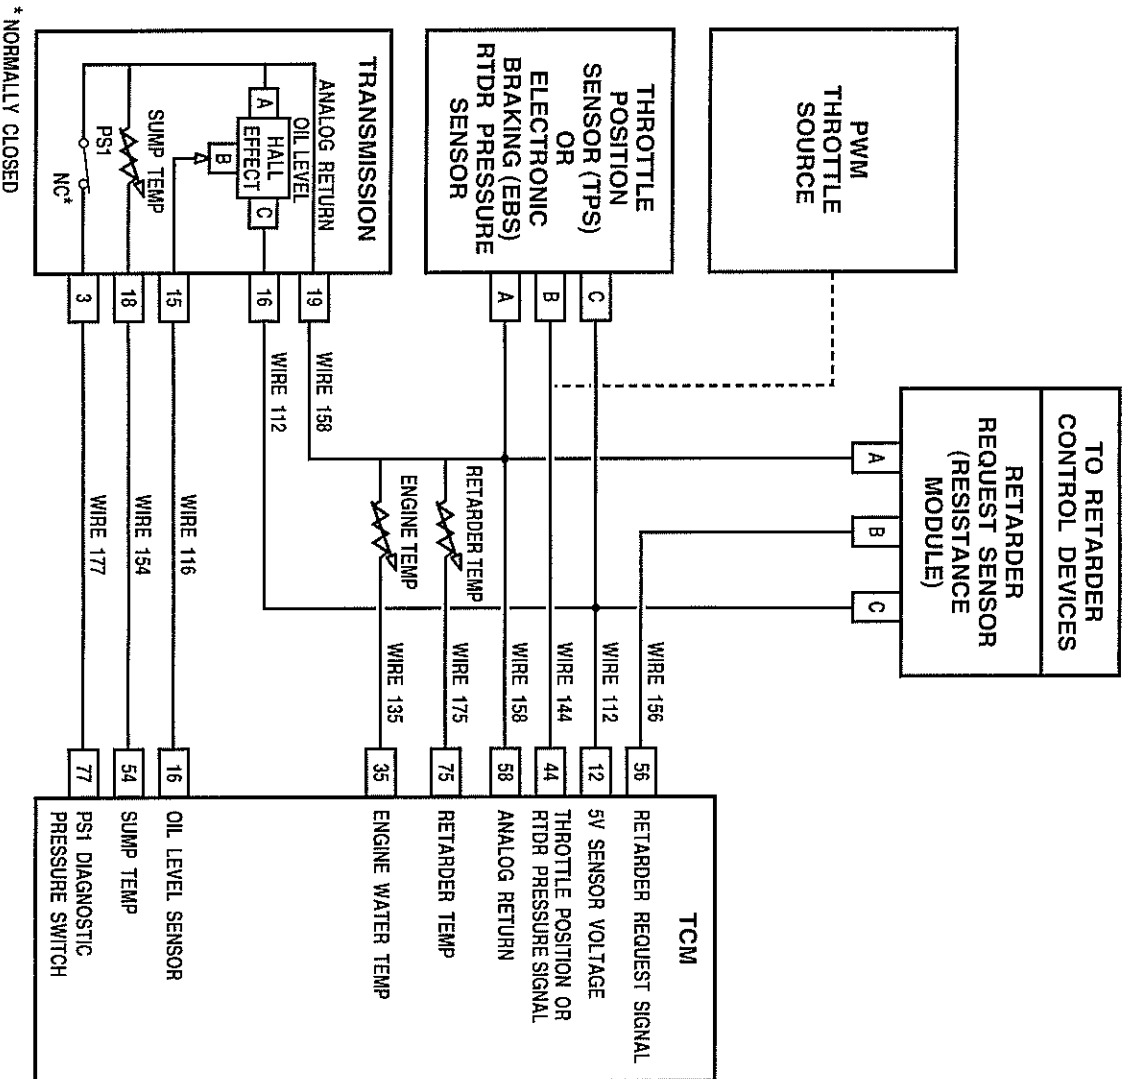 TO RETARDER
CONTROL DEVICES
RETARDER
REQUEST SENSOR
(RESISTANCE
MODULE)
A
B
C
PWM
THROTTLE
SOURCE
THROTTLE
POSITION
SENSOR (TPS)
OR
ELECTRONIC
BRAKING (EBS)
RTDR PRESSURE
SENSOR
C
B
A
TRANSMISSION
ANALOG RETURN
OIL LEVEL
A
HALL
EFFECT
C
B
SUMP TEMP
PS1
NC*
19
16
15
18
3
WIRE 158
WIRE 112
WIRE 116
WIRE 154
WIRE 177
RETARDER TEMP
ENGINE TEMP
WIRE 156
WIRE 112
WIRE 144
WIRE 158
WIRE 175
WIRE 135
56
12
44
58
75
35
16
54
77
TCM
RETARDER REQUEST SIGNAL
5V SENSOR VOLTAGE
THROTTLE POSITION OR
RTDR PRESSURE SIGNAL
ANALOG RETURN
RETARDER TEMP
ENGINE WATER TEMP
OIL LEVEL SENSOR
SUMP TEMP
PS1 DIAGNOSTIC
PRESSURE SWITCH
* NORMALLY CLOSED